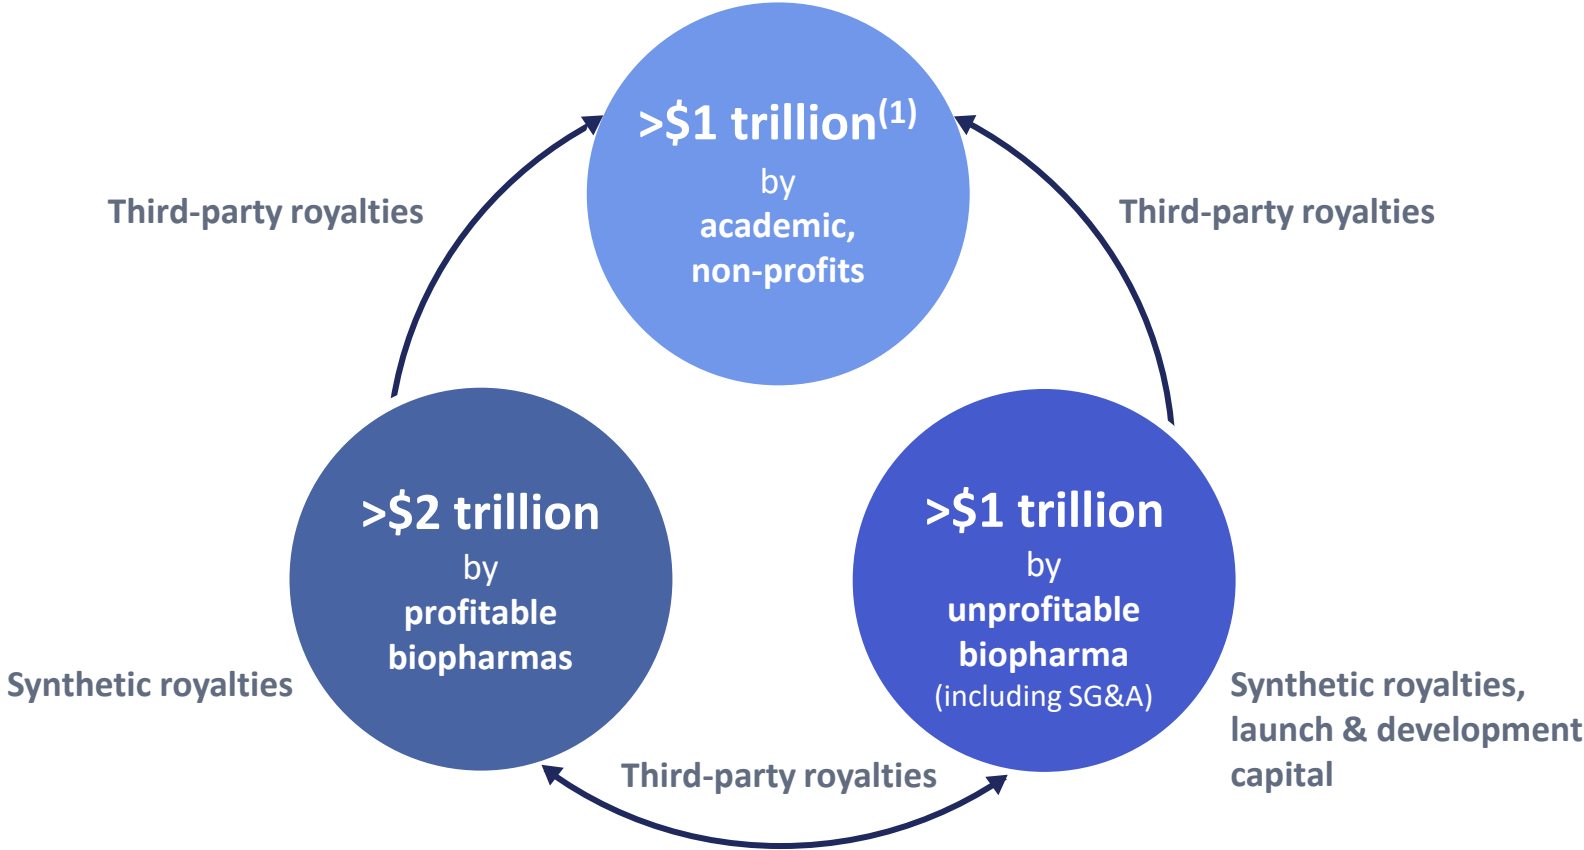 >$1 trillion(1)
by
academic,
non-profits
Third-party royalties
Third-party royalties
>$2 trillion
by
profitable
biopharmas
>$1 trillion
by
unprofitable
biopharma
(including SG&A)
Synthetic royalties
Synthetic royalties,
launch & development
capital
Third-party royalties